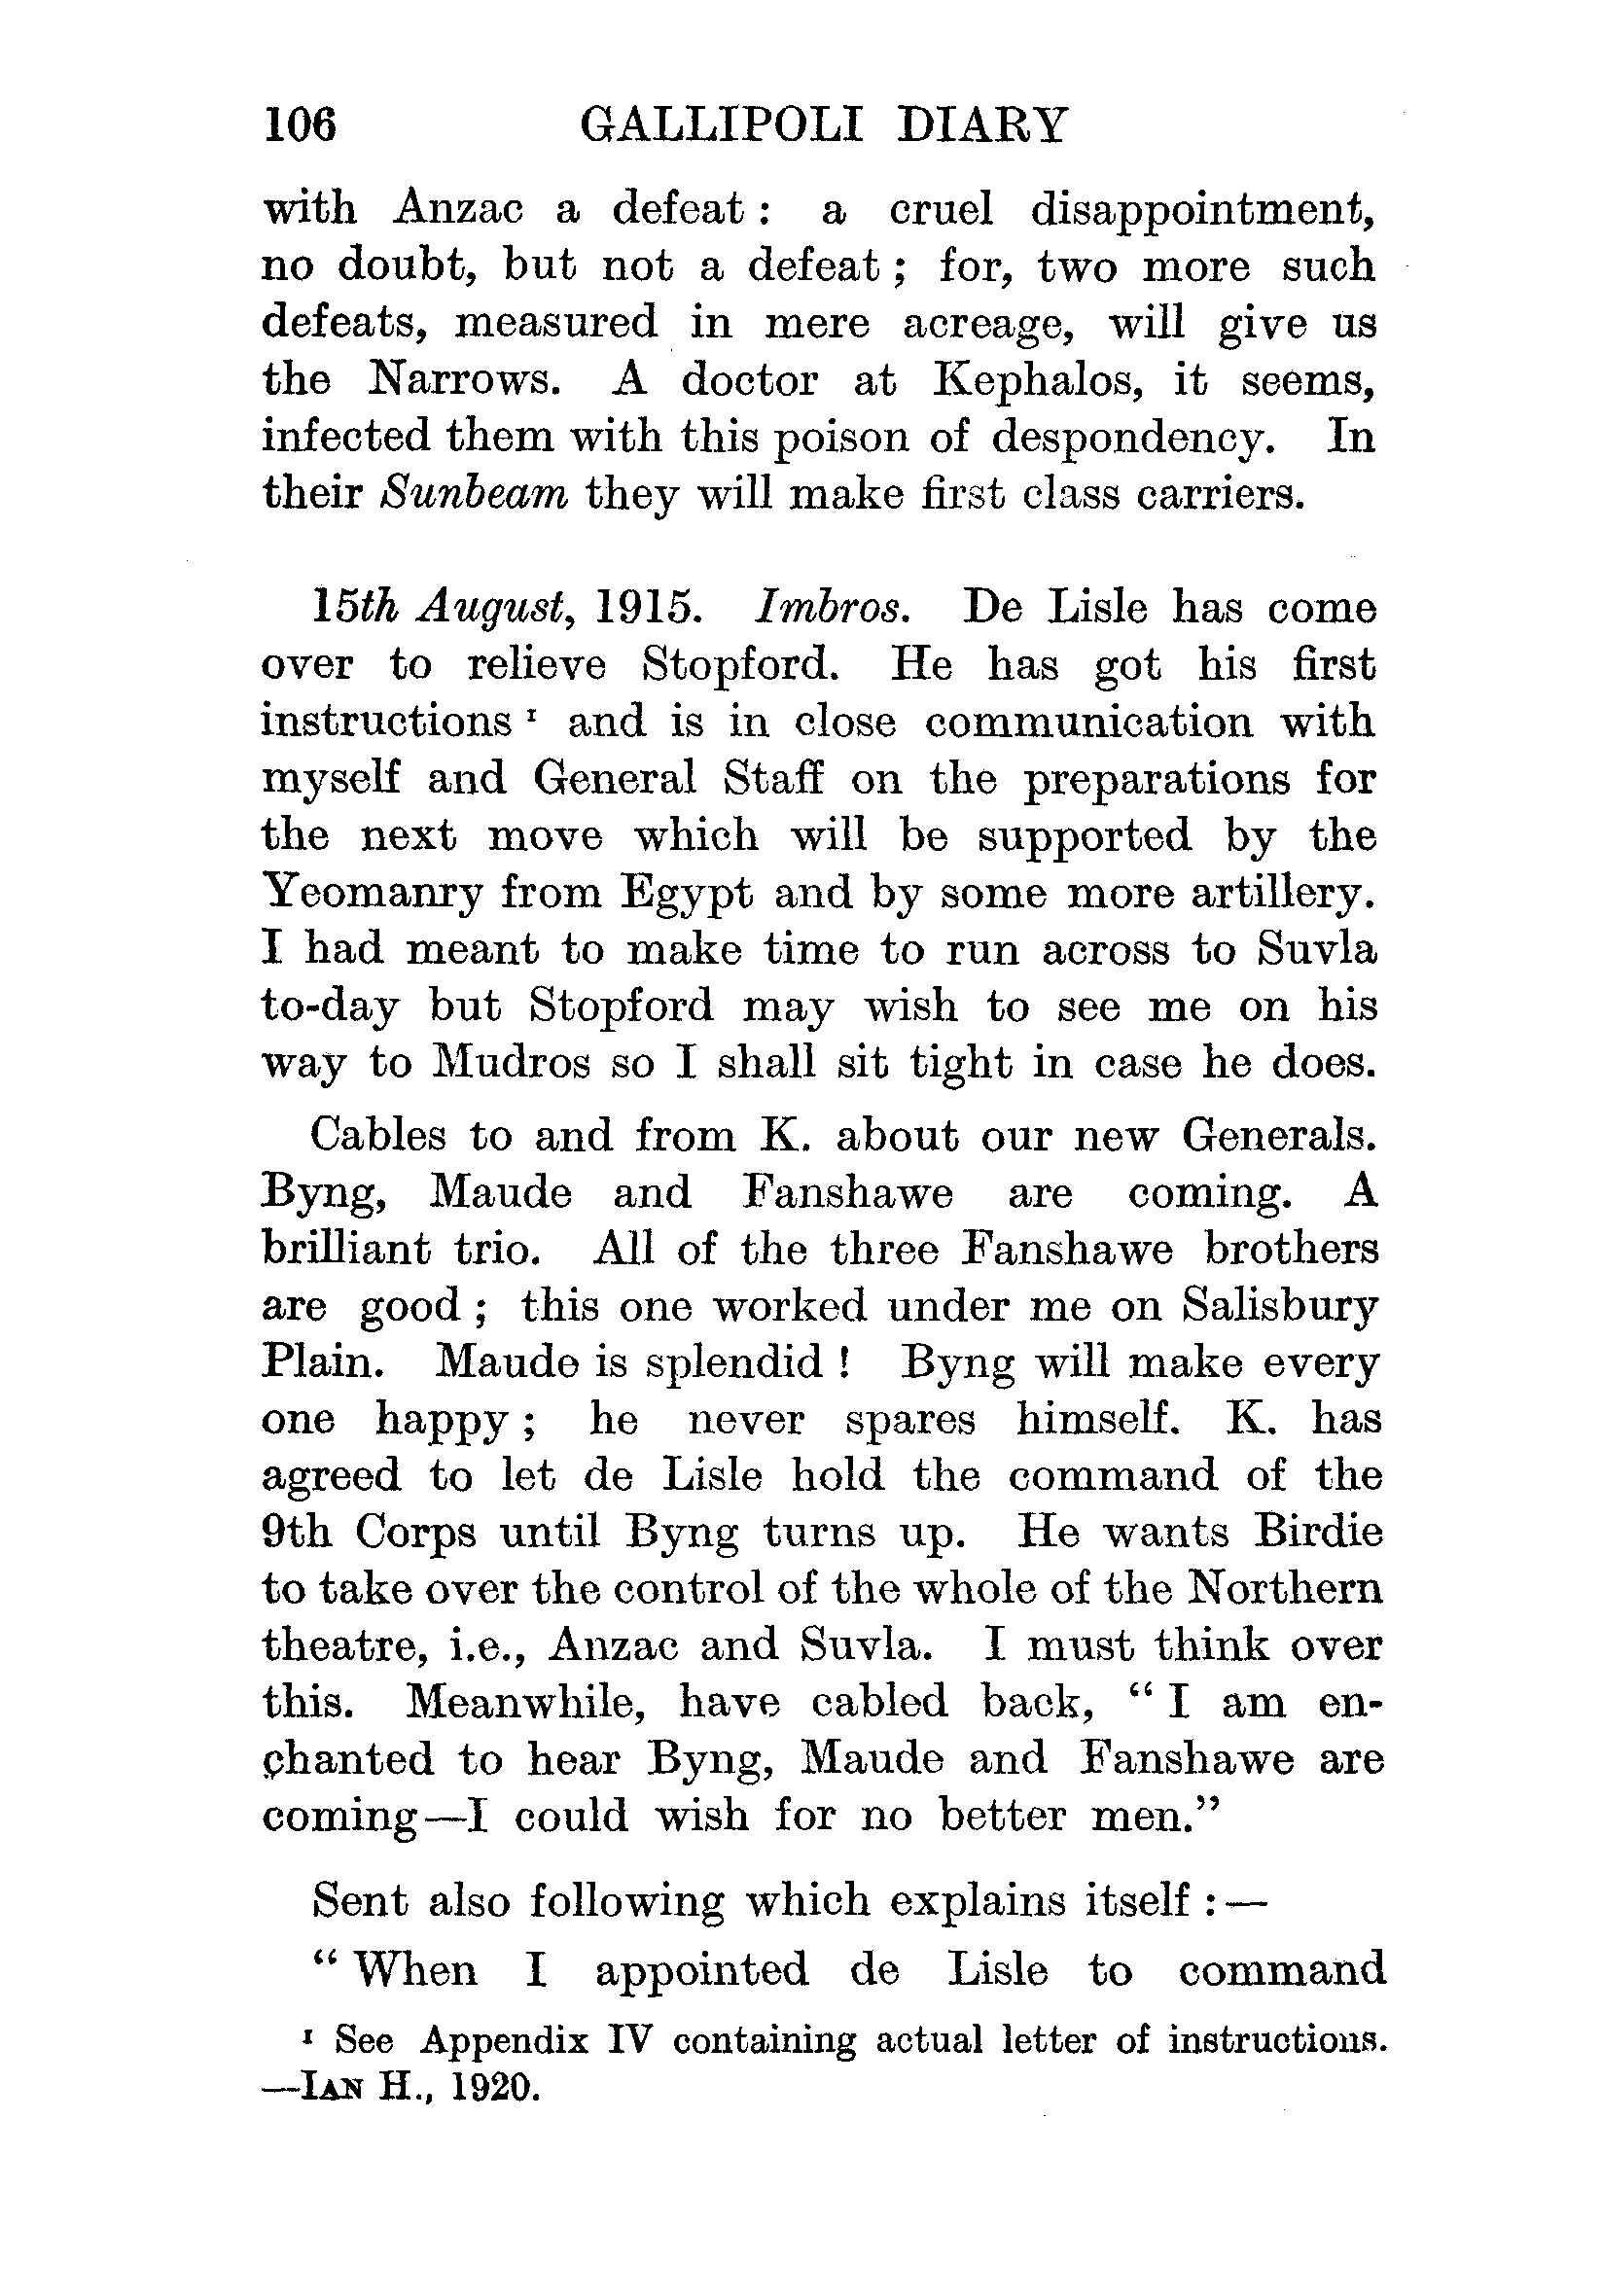 106 GALLIPOLI DIARY
with Anzac a defeat : a cruel disappointment,
no doubt, but not a defeat ; for, two more such
defeats, measured in mere acreage, will give us
the Narrows. A doctor at Kephalos, it seems,
infected them with this poison of despondency. In
their Sunbeam they will make first class carriers.
15th August, 1915. Imbros. De Lisle has come
over to relieve Stopford. He has got his first
instructions ¹ and is in close communication with
myself and General Staff on the preparations for
the next move which will be supported by the
Yeomanry from Egypt and by some more artillery.
I had meant to make time to run across to Suvla
to-day but Stopford may wish to see me on his
way to Mudros so I shall sit tight in case he does.
Cables to and from K. about our new Generals.
Byng, Maude and Fanshawe are coming. A
brilliant trio. All of the three Fanshawe brothers
are good ; this one worked under me on Salisbury
Plain. Maude is splendid ! Byng will make every
one happy ; he never spares himself. K. has
agreed to let de Lisle hold the command of the
9th Corps until Byng turns up. He wants Birdie
to take over the control of the whole of the Northern
theatre, i.e., Anzac and Suvla. I must think over
this. Meanwhile, have cabled back, “ I am en-
chanted to hear Byng, Maude and Fanshawe are
coming—I could wish for no better men.”
Sent also following which explains itself :—
“ When I appointed de Lisle to command
¹ See Appendix IV containing actual letter of instructions.
—IAN H., 1920.